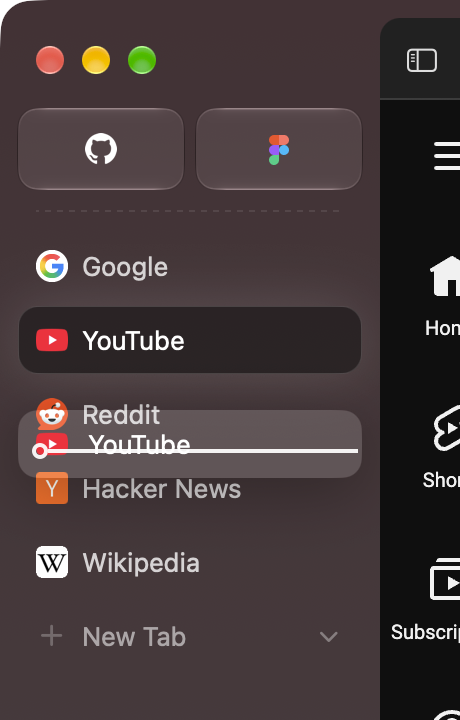 Google
YouTube
Reddit
YouTube
Hacker News
Wikipedia
New Tab
Hom
Shor
Subscrip